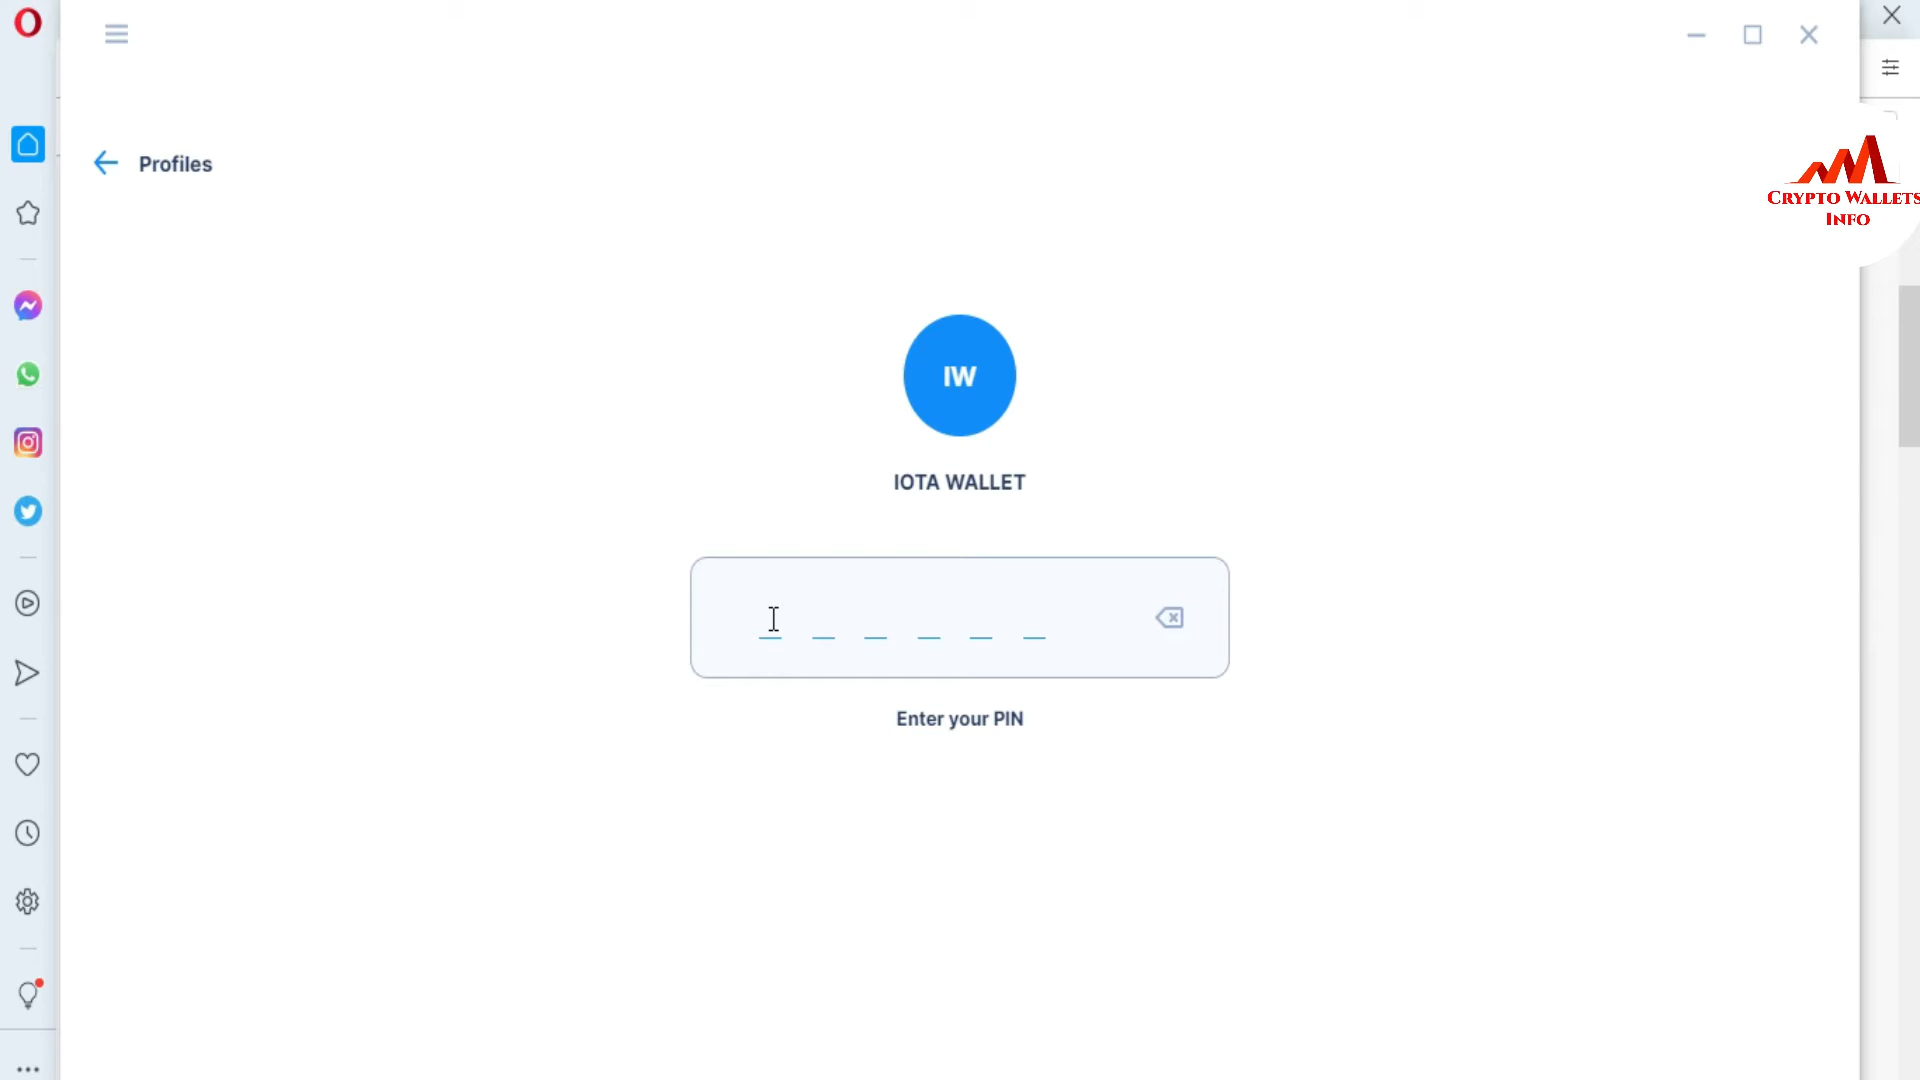 Profiles
CRYPTO WALLETS
INFO
IW
IOTA WALLET
Enter your PIN